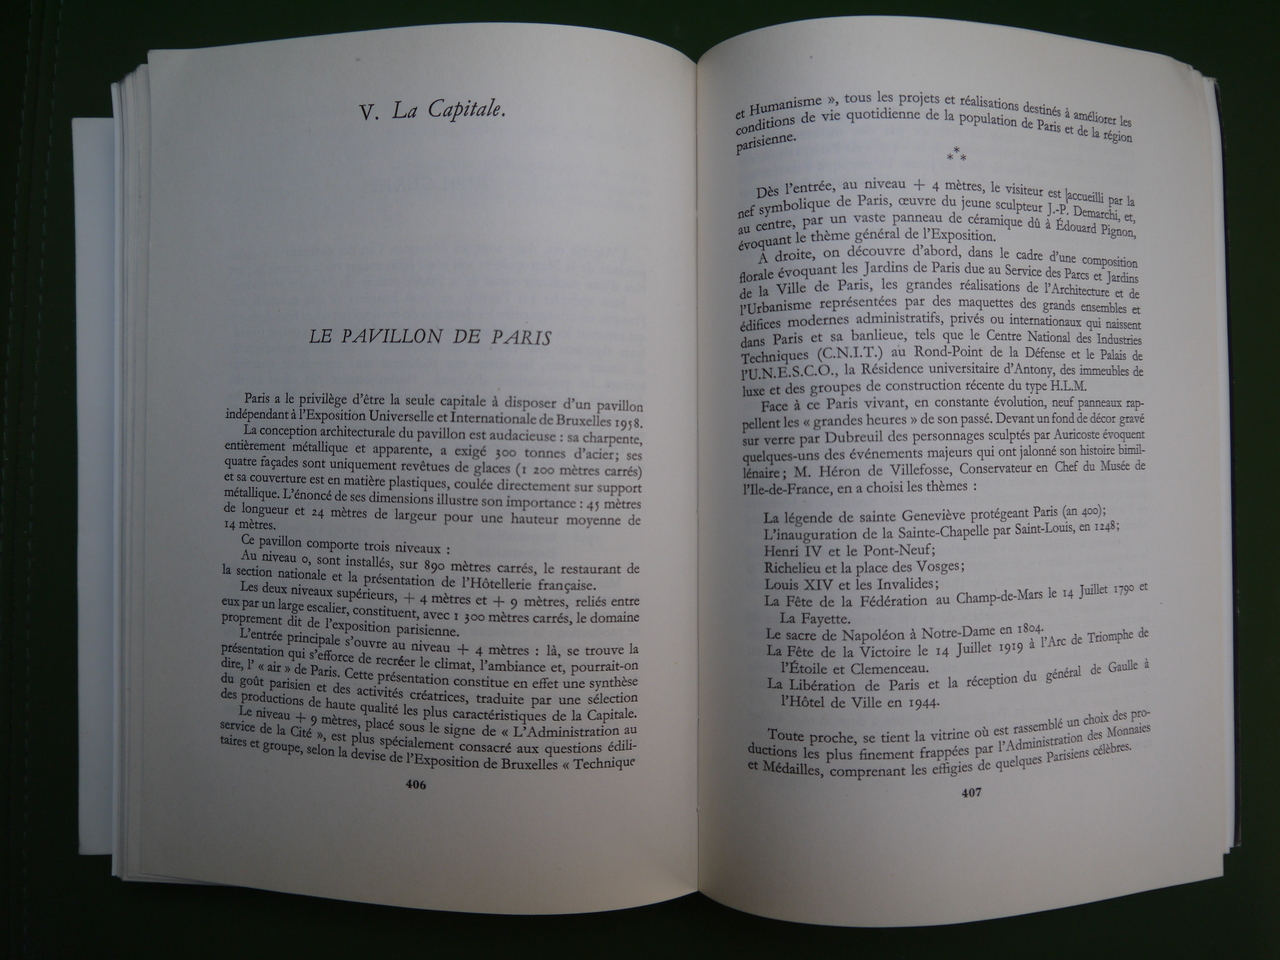 V. La Capitale.
LE PAVILLON DE PARIS
Paris a le privilège d'être la seule capitale à disposer d'un pavillon
indépendant à l'Exposition Universelle et Internationale de Bruxelles 1958.
La conception architecturale du pavillon est audacieuse : sa charpente,
entièrement métallique et apparente, a exigé 300 tonnes d'acier; ses
quatre façades sont uniquement revêtues de glaces (1 200 mètres carrés)
et sa couverture est en matière plastiques, coulée directement sur support
métallique. L'énoncé de ses dimensions illustre son importance : 45 mètres
de longueur et 24 mètres de largeur pour une hauteur moyenne de
14 mètres.
Ce pavillon comporte trois niveaux :
Au niveau 0, sont installés, sur 890 mètres carrés, le restaurant de
la section nationale et la présentation de l'Hôtellerie française.
Les deux niveaux supérieurs, + 4 mètres et + 9 mètres, reliés entre
eux par un large escalier, constituent, avec 1 300 mètres carrés, le domaine
proprement dit de l'exposition parisienne.
L'entrée principale s'ouvre au niveau + 4 mètres : là, se trouve la
présentation qui s'efforce de recréer le climat, l'ambiance et, pourrait-on
dire, l' « air » de Paris. Cette présentation constitue en effet une synthèse
du goût parisien et des activités créatrices, traduite par une sélection
des productions de haute qualité les plus caractéristiques de la Capitale.
Le niveau + 9 mètres, placé sous le signe de « L'Administration au
service de la Cité », est plus spécialement consacré aux questions édili-
taires et groupe, selon la devise de l'Exposition de Bruxelles « Technique
406
et Humanisme », tous les projets et réalisations destinés à améliorer les
conditions de vie quotidienne de la population de Paris et de la région
parisienne.
***
Dès l'entrée, au niveau + 4 mètres, le visiteur est accueilli par la
nef symbolique de Paris, œuvre du jeune sculpteur J.-P. Demarchi, et,
au centre, par un vaste panneau de céramique dû à Édouard Pignon,
évoquant le thème général de l'Exposition.
A droite, on découvre d'abord, dans le cadre d'une composition
florale évoquant les Jardins de Paris due au Service des Parcs et Jardins
de la Ville de Paris, les grandes réalisations de l'Architecture et de
l'Urbanisme représentées par des maquettes des grands ensembles et
édifices modernes administratifs, privés ou internationaux qui naissent
dans Paris et sa banlieue, tels que le Centre National des Industries
Techniques (C.N.I.T.) au Rond-Point de la Défense et le Palais de
l'U.N.E.S.C.O., la Résidence universitaire d'Antony, des immeubles de
luxe et des groupes de construction récente du type H.L.M.
Face à ce Paris vivant, en constante évolution, neuf panneaux rap-
pellent les « grandes heures » de son passé. Devant un fond de décor gravé
sur verre par Dubreuil des personnages sculptés par Auricoste évoquent
quelques-uns des événements majeurs qui ont jalonné son histoire bimil-
lénaire; M. Héron de Villefosse, Conservateur en Chef du Musée de
l'Ile-de-France, en a choisi les thèmes :
La légende de sainte Geneviève protégeant Paris (an 400);
L'inauguration de la Sainte-Chapelle par Saint-Louis, en 1248;
Henri IV et le Pont-Neuf;
Richelieu et la place des Vosges;
Louis XIV et les Invalides;
La Fête de la Fédération au Champ-de-Mars le 14 Juillet 1790 et
La Fayette.
Le sacre de Napoléon à Notre-Dame en 1804.
La Fête de la Victoire le 14 Juillet 1919 à l'Arc de Triomphe de
l'Étoile et Clemenceau.
La Libération de Paris et la réception du général de Gaulle à
l'Hôtel de Ville en 1944.
Toute proche, se tient la vitrine où est rassemblé un choix des pro-
ductions les plus finement frappées par l'Administration des Monnaies
et Médailles, comprenant les effigies de quelques Parisiens célèbres.
407